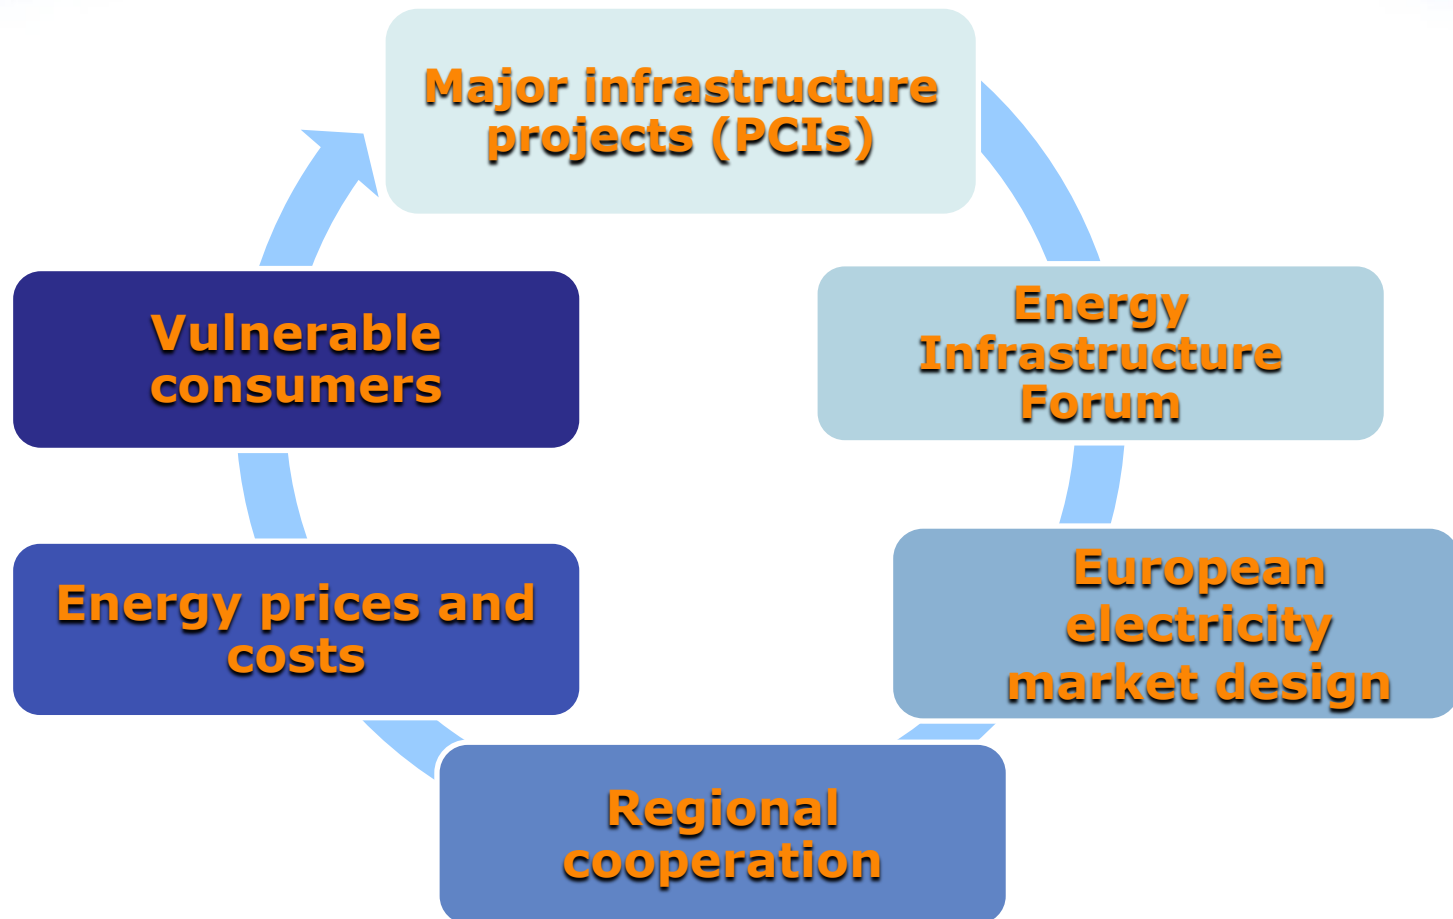 Major infrastructure
projects (PCIs)
Energy
Infrastructure
Forum
European
electricity
market design
Regional
cooperation
Energy prices and
costs
Vulnerable
consumers